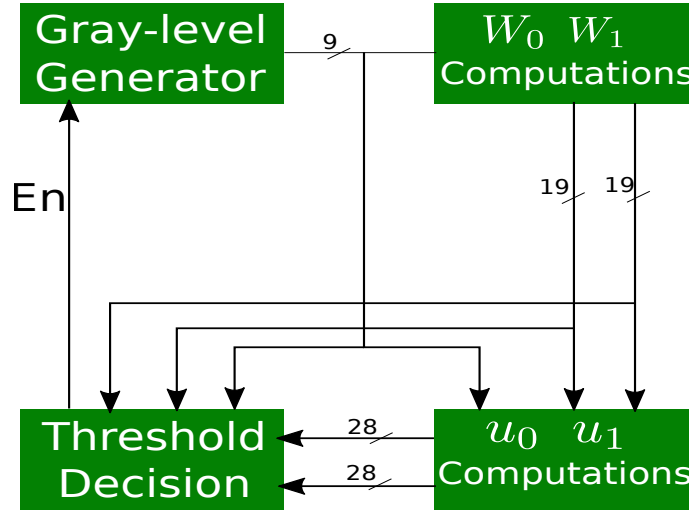 Gray-level
Generator
9
W0 W1
Computations
En
19
19
Threshold
Decision
28
28
u0 u1
Computations